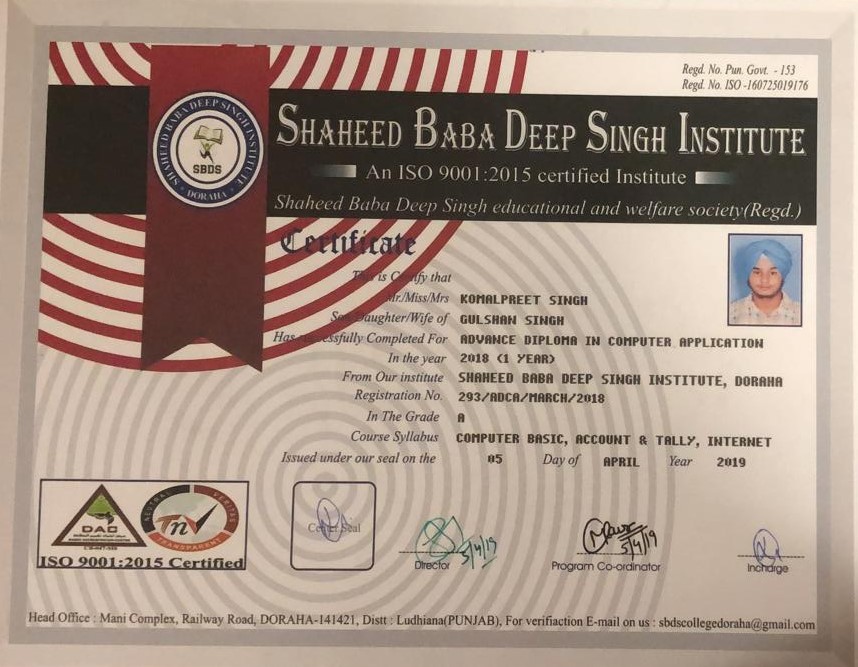 Regd. No. Pun. Govt. - 153
Regd. No. ISO -160725019176
SHAHEED BABA DEEP SINGH INSTITUTE
SBDS
DORAHA
SHAHEED BABA DEEP SINGH INSTITUTE
An ISO 9001:2015 certified Institute
Shaheed Baba Deep Singh educational and welfare society(Regd.)
Certificate
This is Certify that
Mr./Miss/Mrs KOMALPREET SINGH
Son/Daughter/Wife of GULSHAN SINGH
Has Successfully Completed For ADVANCE DIPLOMA IN COMPUTER APPLICATION
In the year 2018 (1 YEAR)
From Our institute SHAHEED BABA DEEP SINGH INSTITUTE, DORAHA
Registration No. 293/ADCA/MARCH/2018
In The Grade A
Course Syllabus COMPUTER BASIC, ACCOUNT & TALLY, INTERNET
Issued under our seal on the 05 Day of APRIL Year 2019
DAC
NEUTRAL VERITAS
TNV
TRANSPARENT
ISO 9001:2015 Certified
Center Seal
5/4/19
Director
5/4/19
Program Co-ordinator
Incharge
Head Office : Mani Complex, Railway Road, DORAHA-141421, Distt : Ludhiana(PUNJAB), For verifiaction E-mail on us : sbdscollegedoraha@gmail.com